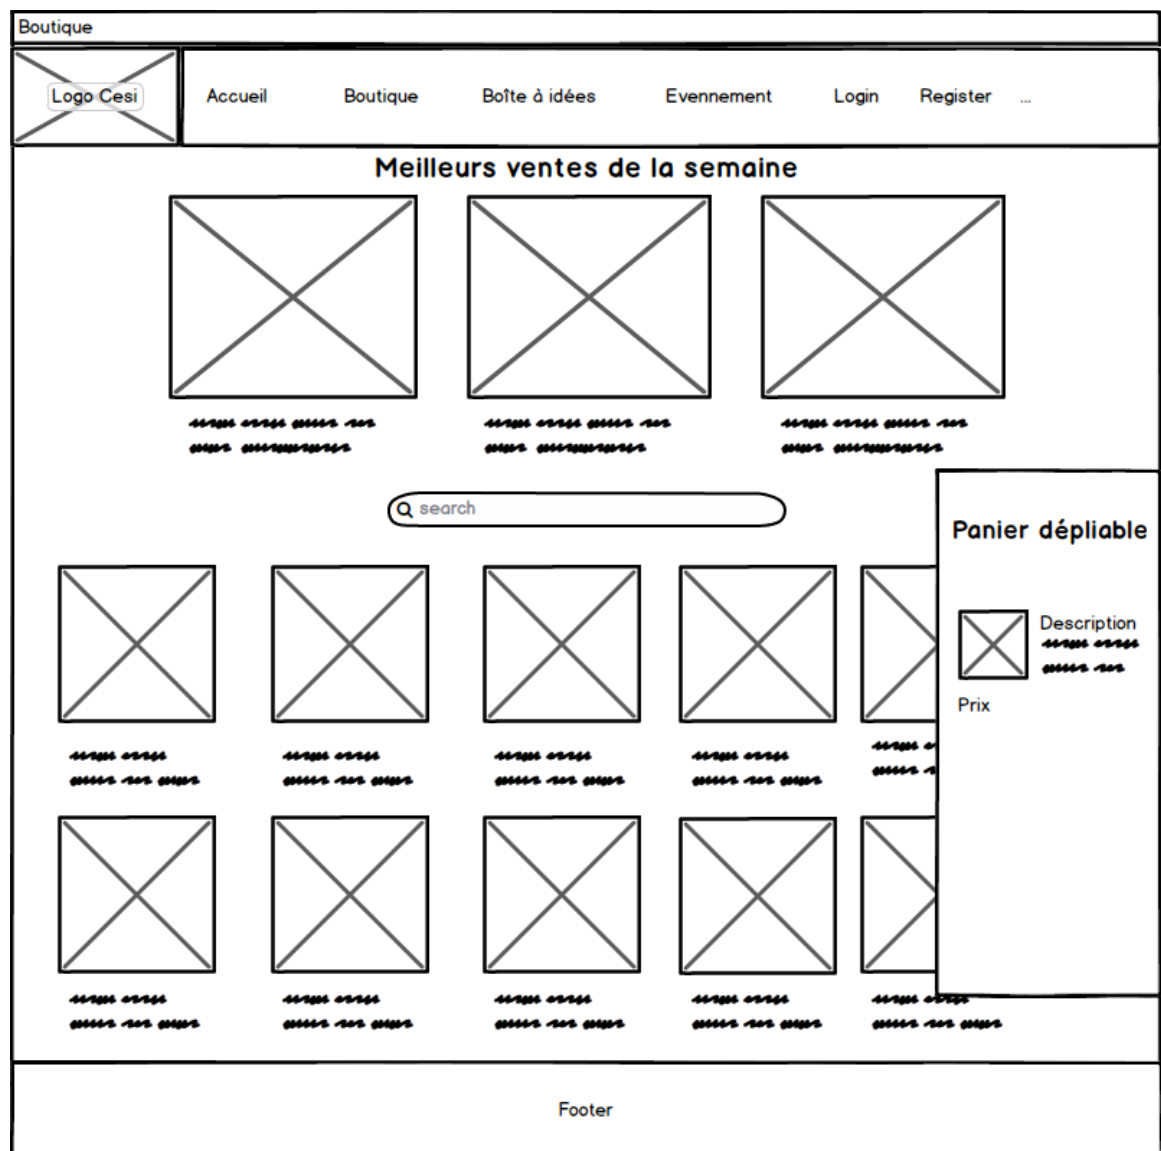 Boutique
Logo Cesi
Accueil Boutique Boîte à idées Evennement Login Register ...
Meilleurs ventes de la semaine
search
Panier dépliable
Description
Prix
Footer